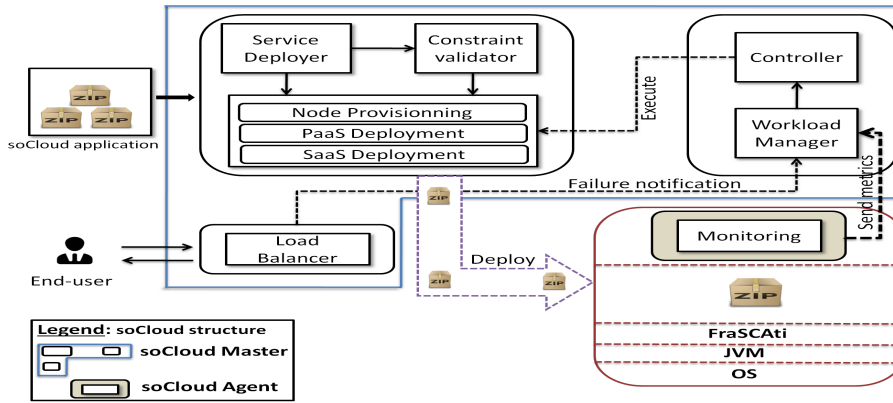 Service
Deployer
Constraint
validator
Controller
ZIP
ZIP
ZIP
soCloud application
Node Provisionning
PaaS Deployment
SaaS Deployment
Execute
Workload
Manager
Failure notification
Send metrics
ZIP
Load
Balancer
End-user
Deploy
ZIP
ZIP
Monitoring
ZIP
FraSCAti
JVM
OS
Legend: soCloud structure
soCloud Master
soCloud Agent